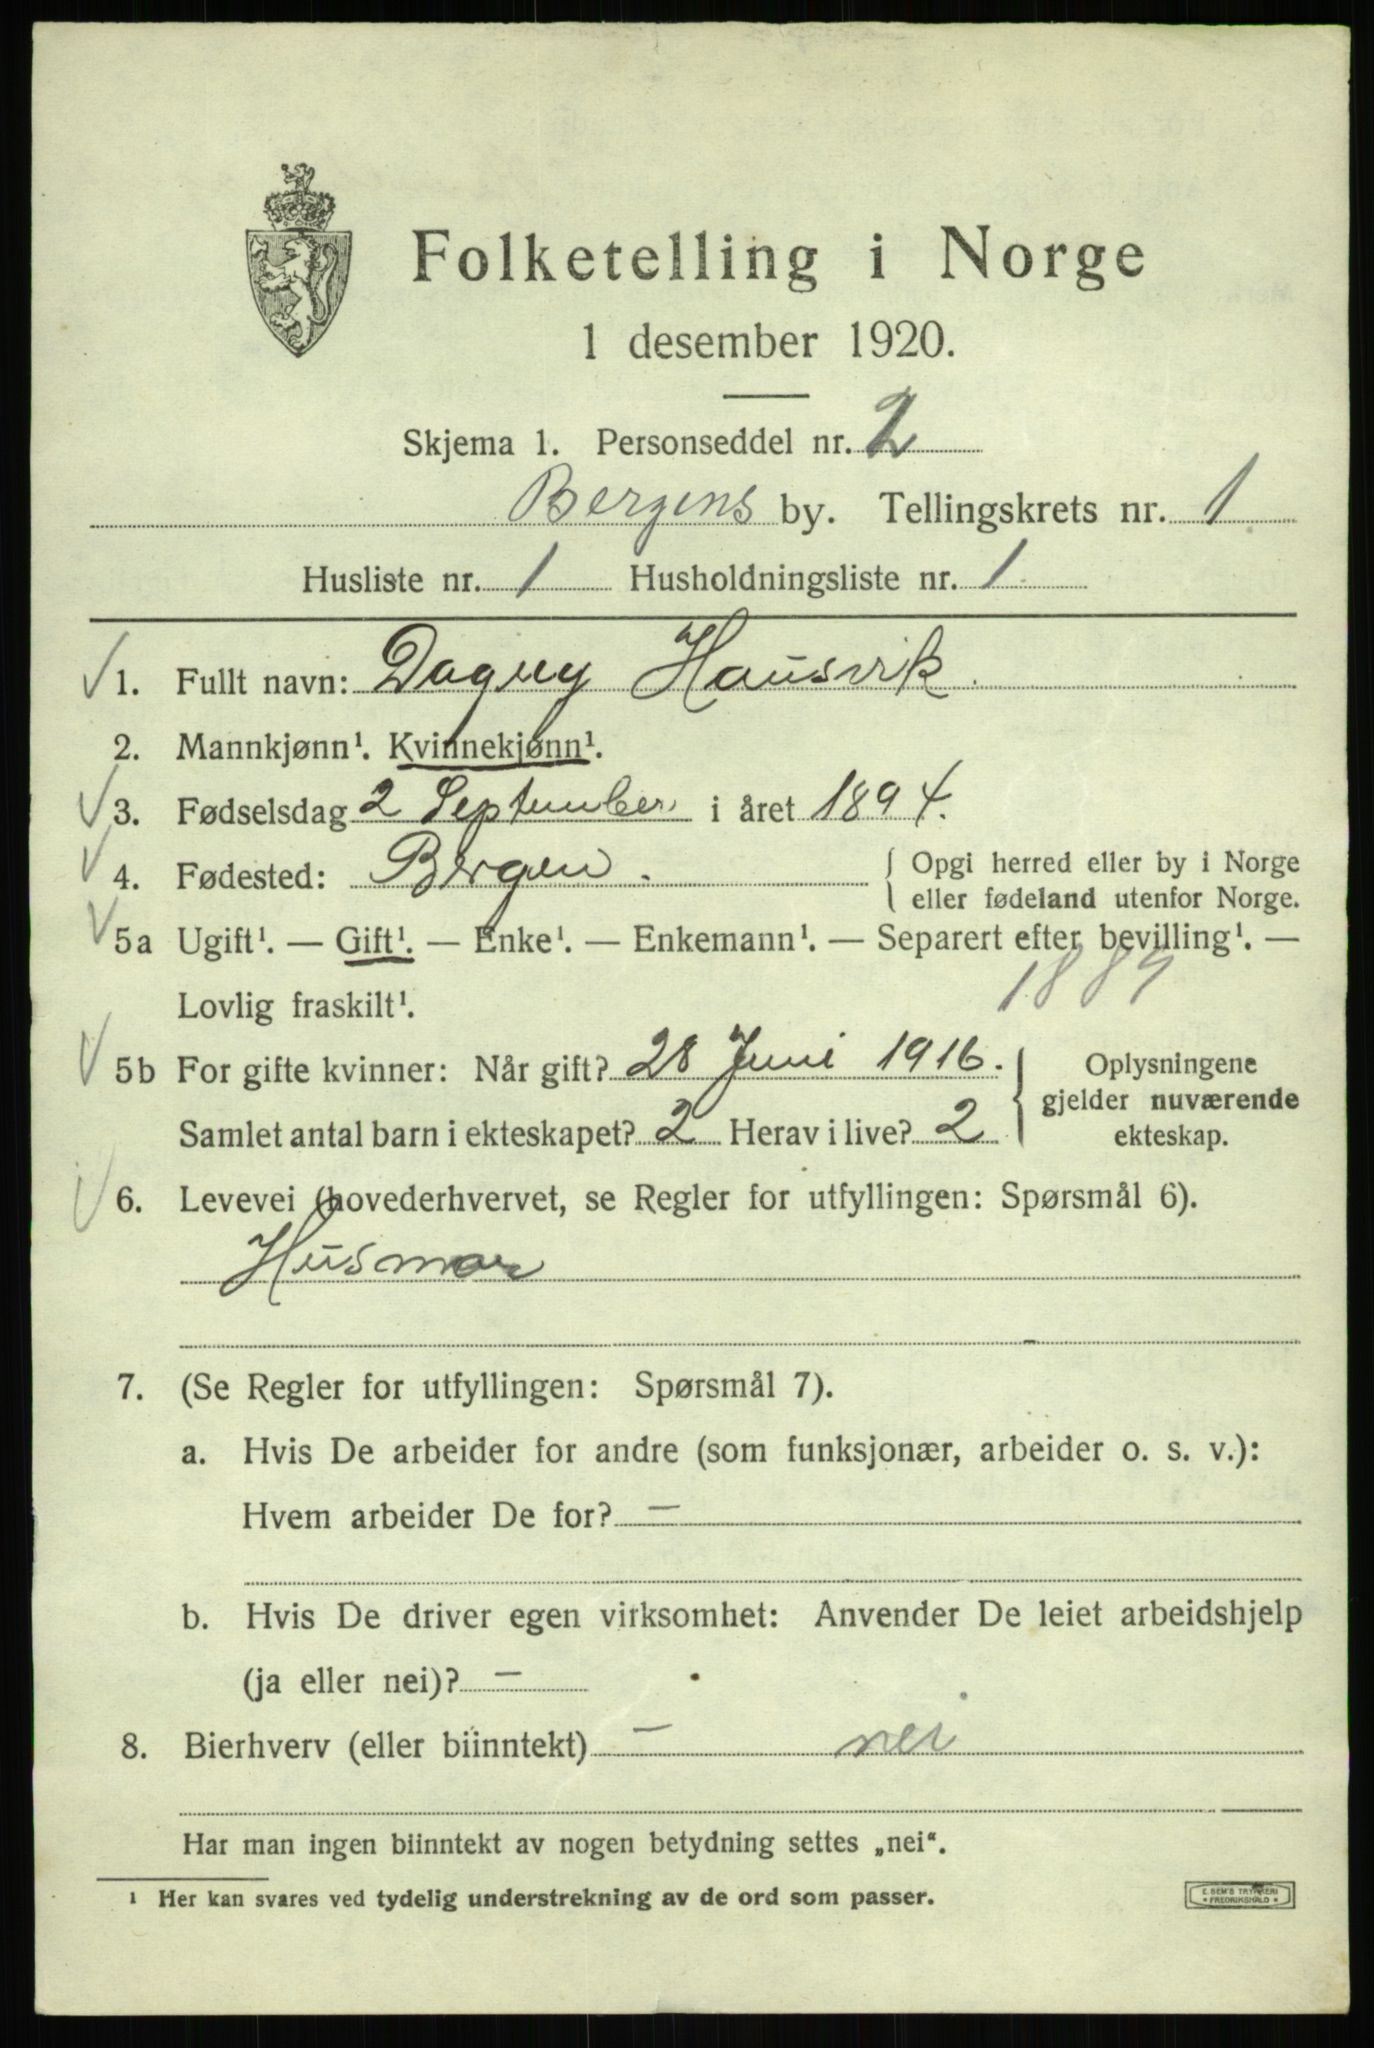 Folketelling i Norge
1 desember 1920.
Skjema 1. Personseddel nr. 2
Bergens by. Tellingskrets nr. 1
Husliste nr. 1 Husholdningsliste nr. 1
1. Fullt navn: Dagny Hausvik.
2. Mannkjønn¹. Kvinnekjønn¹.
3. Fødselsdag 2 September i året 1894.
4. Fødested: Bergen. { Opgi herred eller by i Norge
eller fødeland utenfor Norge.
5a Ugift¹. — Gift¹. — Enke¹. — Enkemann¹. — Separert efter bevilling¹. —
Lovlig fraskilt¹. 1889
5b For gifte kvinner: Når gift? 28 Juni 1916. { Oplysningene
gjelder nuværende
Samlet antal barn i ekteskapet? 2 Herav i live? 2 ekteskap.
6. Levevei (hovederhvervet, se Regler for utfyllingen: Spørsmål 6).
Husmor
7. (Se Regler for utfyllingen: Spørsmål 7).
a. Hvis De arbeider for andre (som funksjonær, arbeider o. s. v.):
Hvem arbeider De for? —
b. Hvis De driver egen virksomhet: Anvender De leiet arbeidshjelp
(ja eller nei)? —
8. Bierhverv (eller biinntekt) — nei
Har man ingen biinntekt av nogen betydning settes „nei“.
¹ Her kan svares ved tydelig understrekning av de ord som passer.
E. SEM'S TRYKKERI
* FREDRIKSHALD *